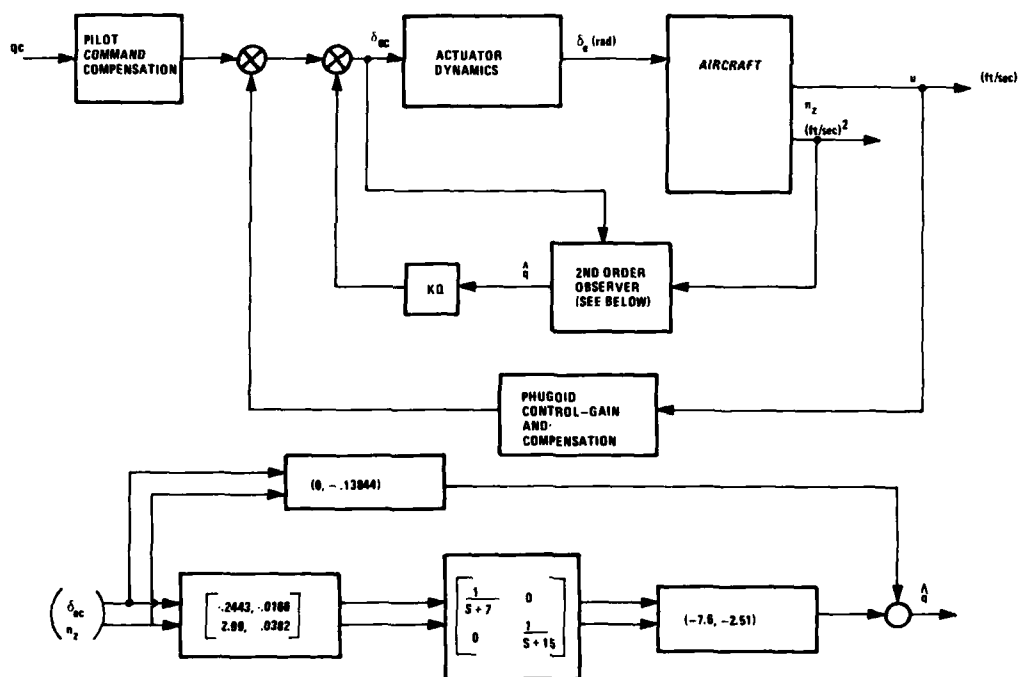 qc
PILOT
COMMAND
COMPENSATION
δec
ACTUATOR
DYNAMICS
δe (rad)
AIRCRAFT
u
(ft/sec)
nz
(ft/sec)²
KQ
q̂
2ND ORDER
OBSERVER
(SEE BELOW)
PHUGOID
CONTROL-GAIN
AND·
COMPENSATION
(0, -.13844)
δec
nz
-.2443, -.0166
2.99, .0362
1
S+7
0
0
1
S+15
(-7.6, -2.51)
q̂